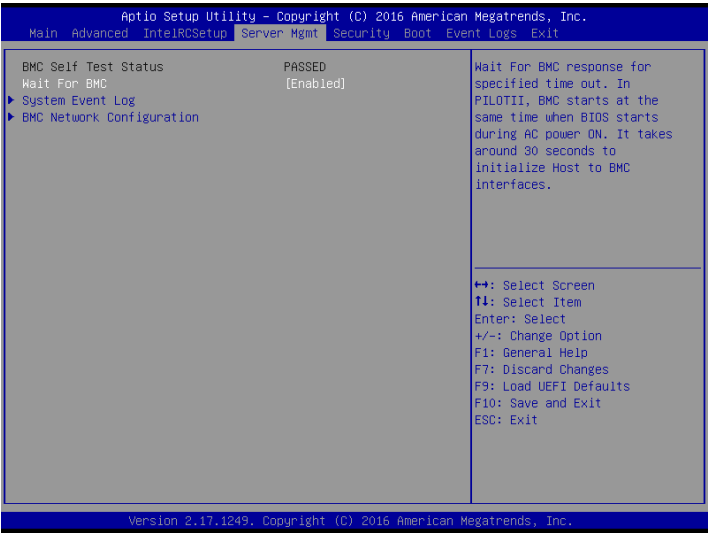 Aptio Setup Utility – Copyright (C) 2016 American Megatrends, Inc.
Main Advanced IntelRCSetup Server Mgmt Security Boot Event Logs Exit
BMC Self Test Status PASSED
Wait For BMC [Enabled]
▶ System Event Log
▶ BMC Network Configuration
Wait For BMC response for
specified time out. In
PILOTII, BMC starts at the
same time when BIOS starts
during AC power ON. It takes
around 30 seconds to
initialize Host to BMC
interfaces.
↔: Select Screen
↑↓: Select Item
Enter: Select
+/-: Change Option
F1: General Help
F7: Discard Changes
F9: Load UEFI Defaults
F10: Save and Exit
ESC: Exit
Version 2.17.1249. Copyright (C) 2016 American Megatrends, Inc.